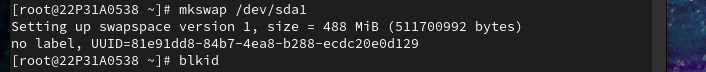 [root@22P31A0538 ~]# mkswap /dev/sda1
Setting up swapspace version 1, size = 488 MiB (511700992 bytes)
no label, UUID=81e91dd8-84b7-4ea8-b288-ecdc20e0d129
[root@22P31A0538 ~]# blkid